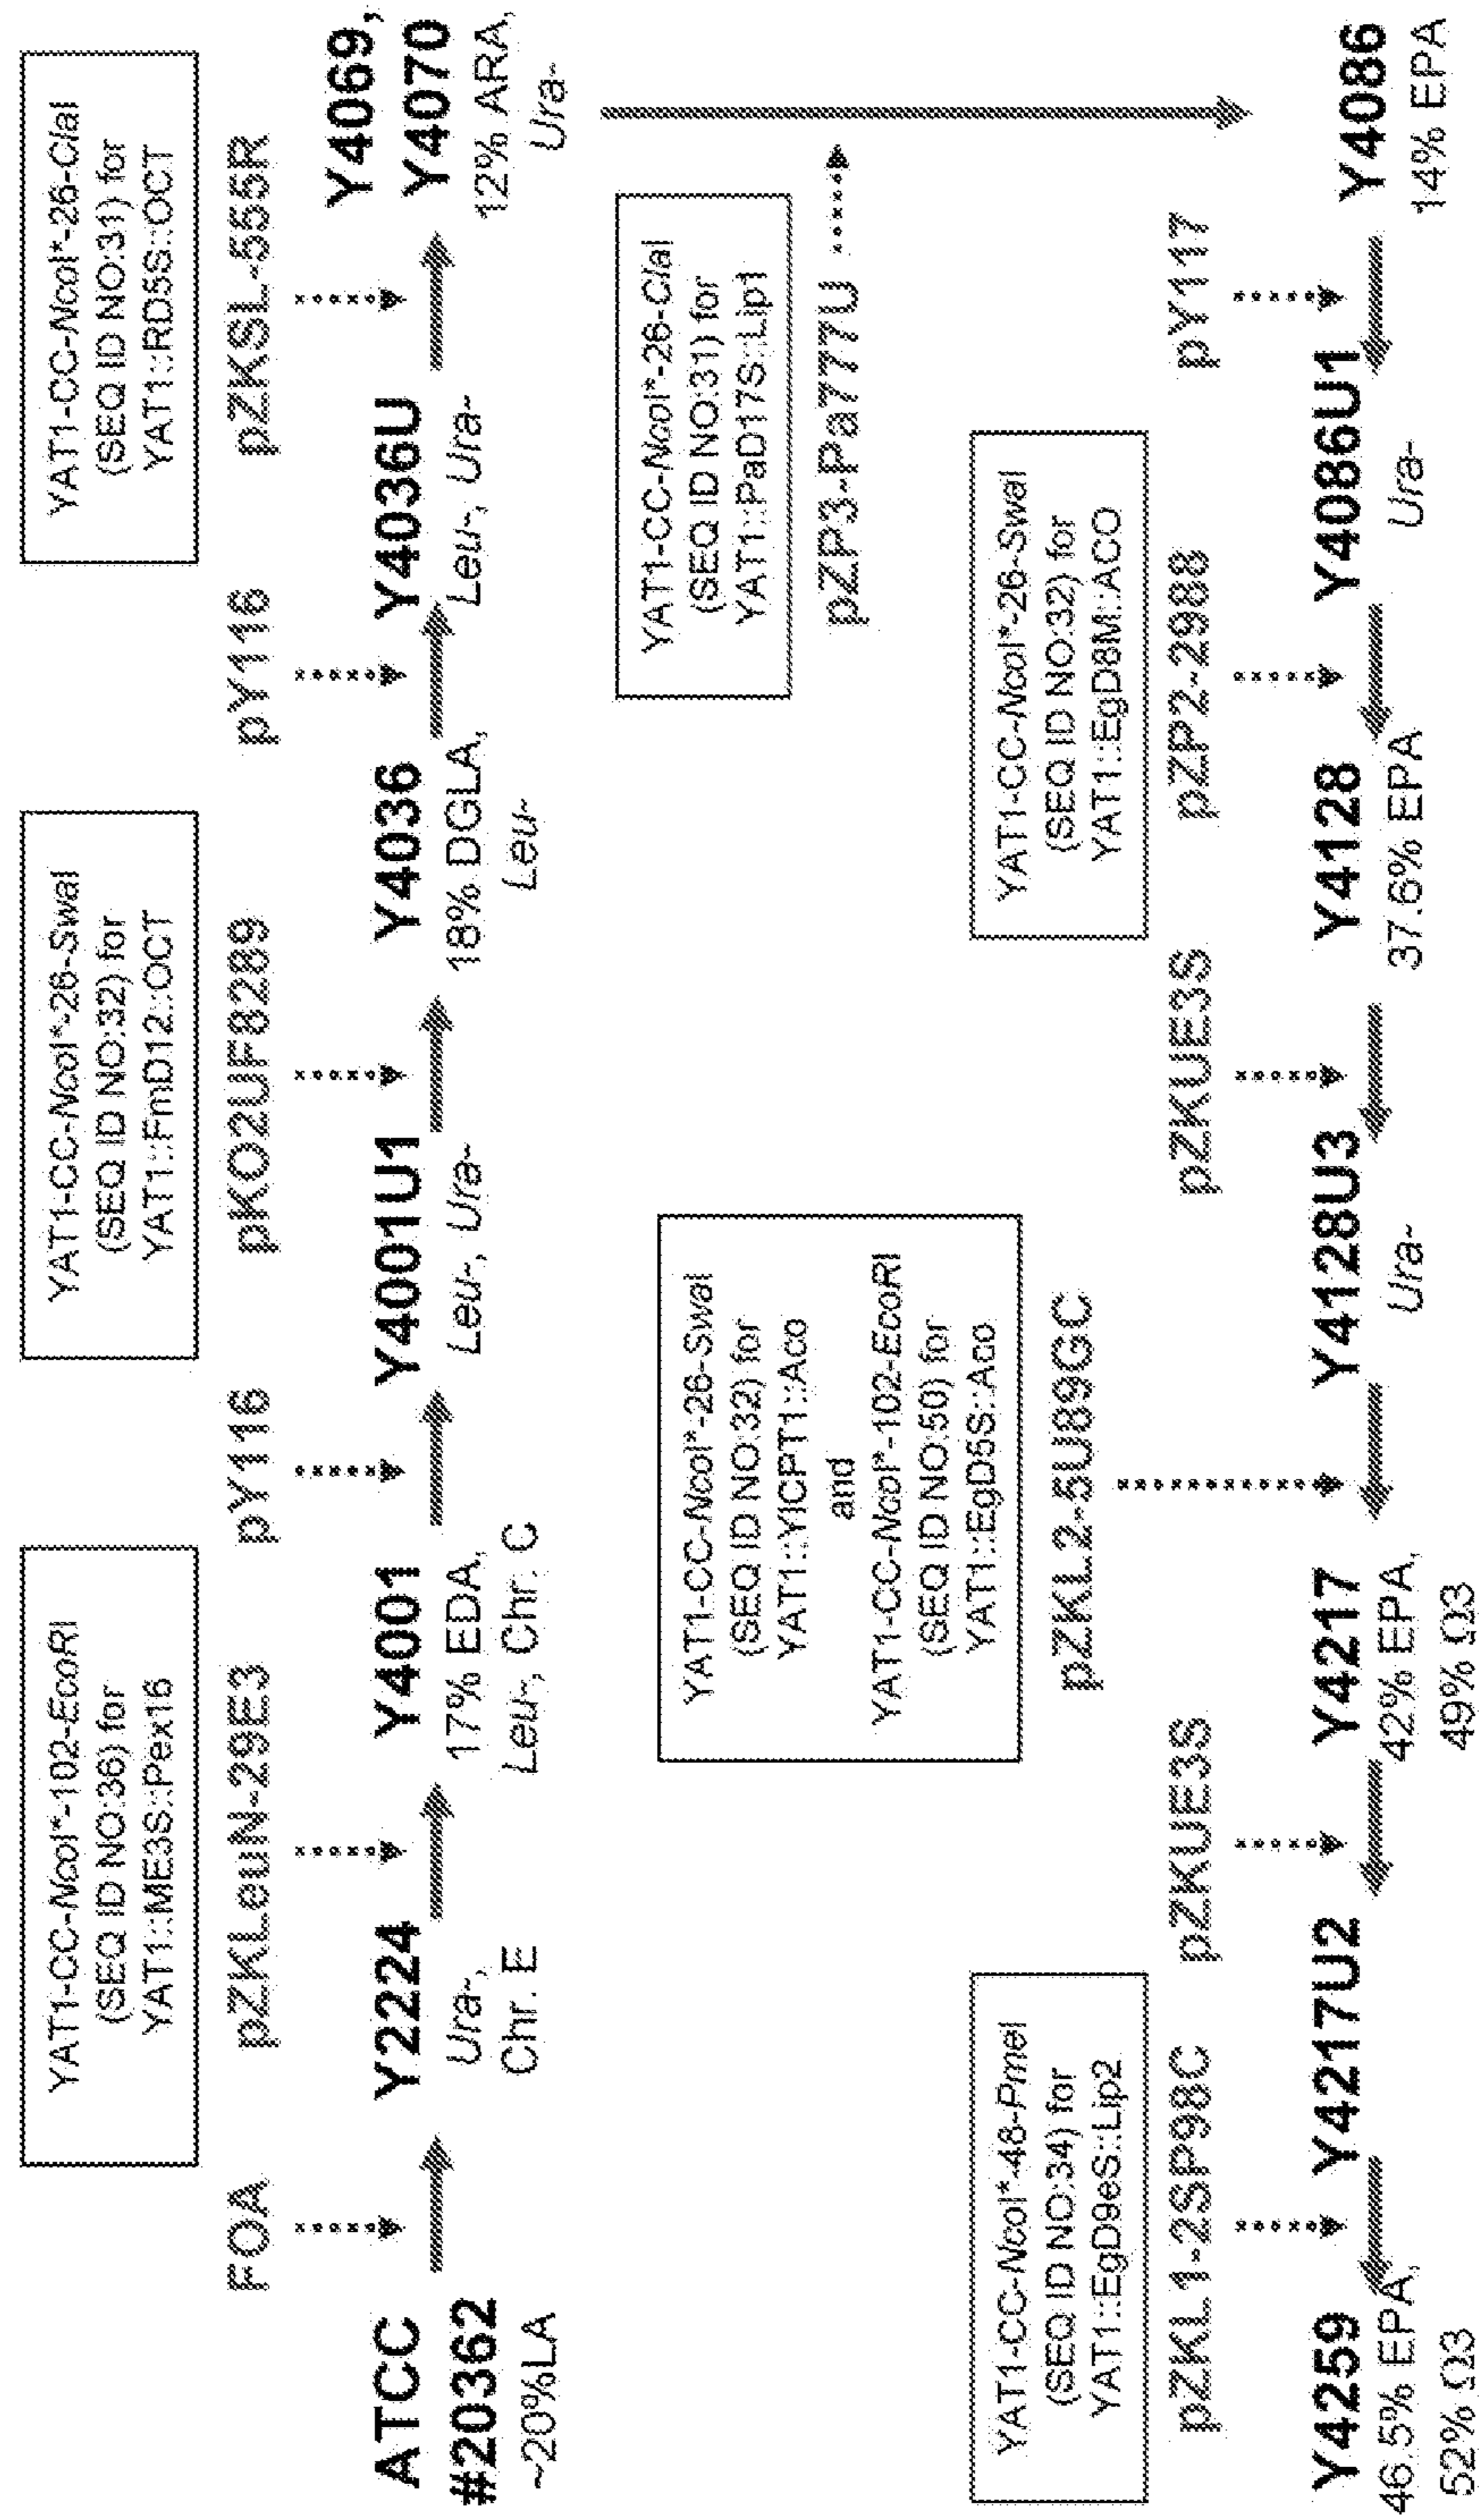 YAT1-CC-NcoI*-102-EcoRI
(SEQ ID NO:36) for
YAT1::ME3S::Pex16
YAT1-CC-NcoI*-26-SwaI
(SEQ ID NO:32) for
YAT1::FmD12::OCT
YAT1-CC-NcoI*-26-ClaI
(SEQ ID NO:31) for
YAT1::RD5S::OCT
FOA
pZKLeuN-29E3
pY116
pKO2UF8289
pY116
pZKSL-555R
ATCC
#20362
~20%LA
Y2224
Ura-,
Chr. E
Y4001
17% EDA,
Leu-, Chr. C
Y4001U1
Leu-, Ura-
Y4036
18% DGLA,
Leu-
Y4036U
Leu-, Ura-
Y4069,
Y4070
12% ARA,
Ura-
YAT1-CC-NcoI*-26-ClaI
(SEQ ID NO:31) for
YAT1::PaD17S::Lip1
pZP3-Pa777U
YAT1-CC-NcoI*-26-SwaI
(SEQ ID NO:32) for
YAT1::YlCPT1::Aco
and
YAT1-CC-NcoI*-102-EcoRI
(SEQ ID NO:50) for
YAT1::EgD5S::Aco
pZKL2-5U89GC
YAT1-CC-NcoI*-48-PmeI
(SEQ ID NO:34) for
YAT1::EgD9eS::Lip2
YAT1-CC-NcoI*-26-SwaI
(SEQ ID NO:32) for
YAT1::EgD8M::ACO
pZKL1-2SP98C
pZKUE3S
pZKUE3S
pZP2-2988
pY117
Y4259
46.5% EPA,
52% Ω3
Y4217U2
Y4217
42% EPA,
49% Ω3
Y4128U3
Ura-
Y4128
37.6% EPA
Y4086U1
Ura-
Y4086
14% EPA